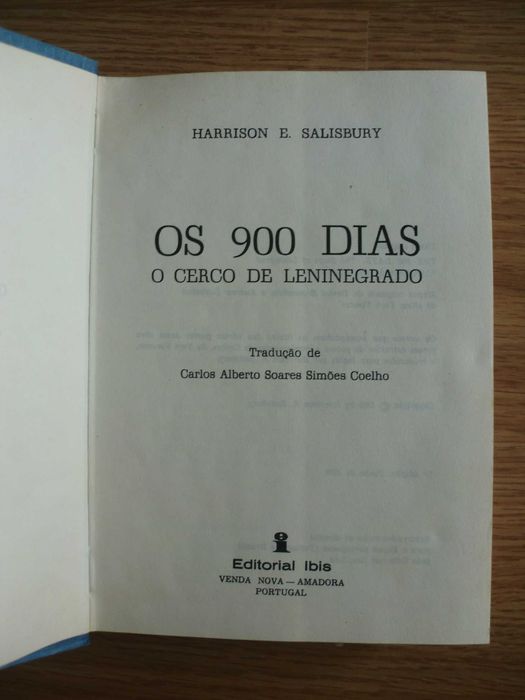 HARRISON E. SALISBURY
OS 900 DIAS
O CERCO DE LENINEGRADO
Tradução de
Carlos Alberto Soares Simões Coelho
Editorial Ibis
VENDA NOVA — AMADORA
PORTUGAL